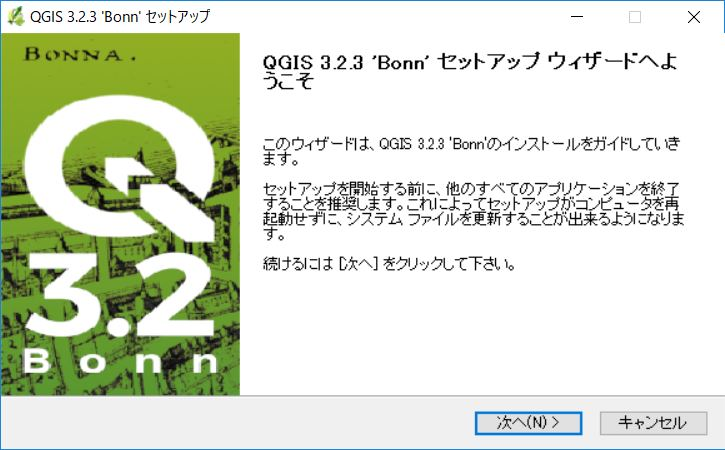 QGIS 3.2.3 'Bonn' セットアップ
BONNA.
Q
3.2
Bonn
QGIS 3.2.3 'Bonn' セットアップ ウィザードへよ
うこそ
このウィザードは、QGIS 3.2.3 'Bonn'のインストールをガイドしていき
ます。
セットアップを開始する前に、他のすべてのアプリケーションを終了
することを推奨します。これによってセットアップがコンピュータを再
起動せずに、システム ファイルを更新することが出来るようになりま
す。
続けるには [次へ] をクリックして下さい。
次へ(N) >
キャンセル